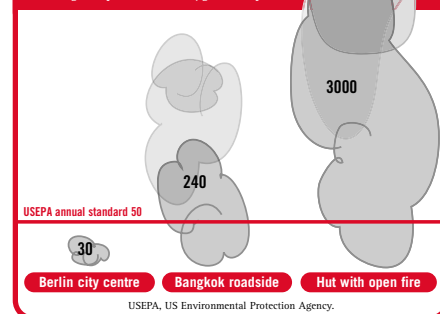 3000
240
USEPA annual standard 50
30
Berlin city centre
Bangkok roadside
Hut with open fire
USEPA, US Environmental Protection Agency.